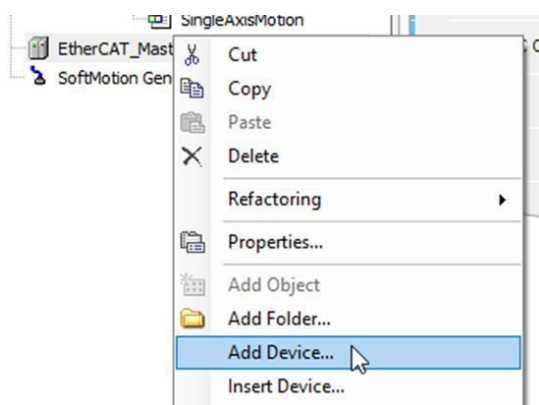 SingleAxisMotion
EtherCAT_Mast
SoftMotion Gen
Cut
Copy
Paste
Delete
Refactoring
Properties...
Add Object
Add Folder...
Add Device...
Insert Device...